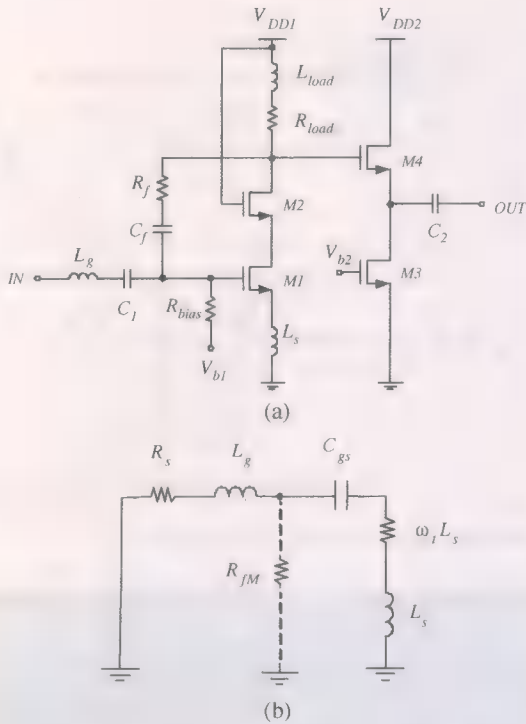 V_DD1 V_DD2
L_load
R_load
M4
R_f
M2
C_f
C_2 OUT
L_g
V_b2 M3
IN M1
C_1 R_bias
L_s
V_b1
(a)
R_s L_g C_gs
ω_t L_s
R_fM
L_s
(b)